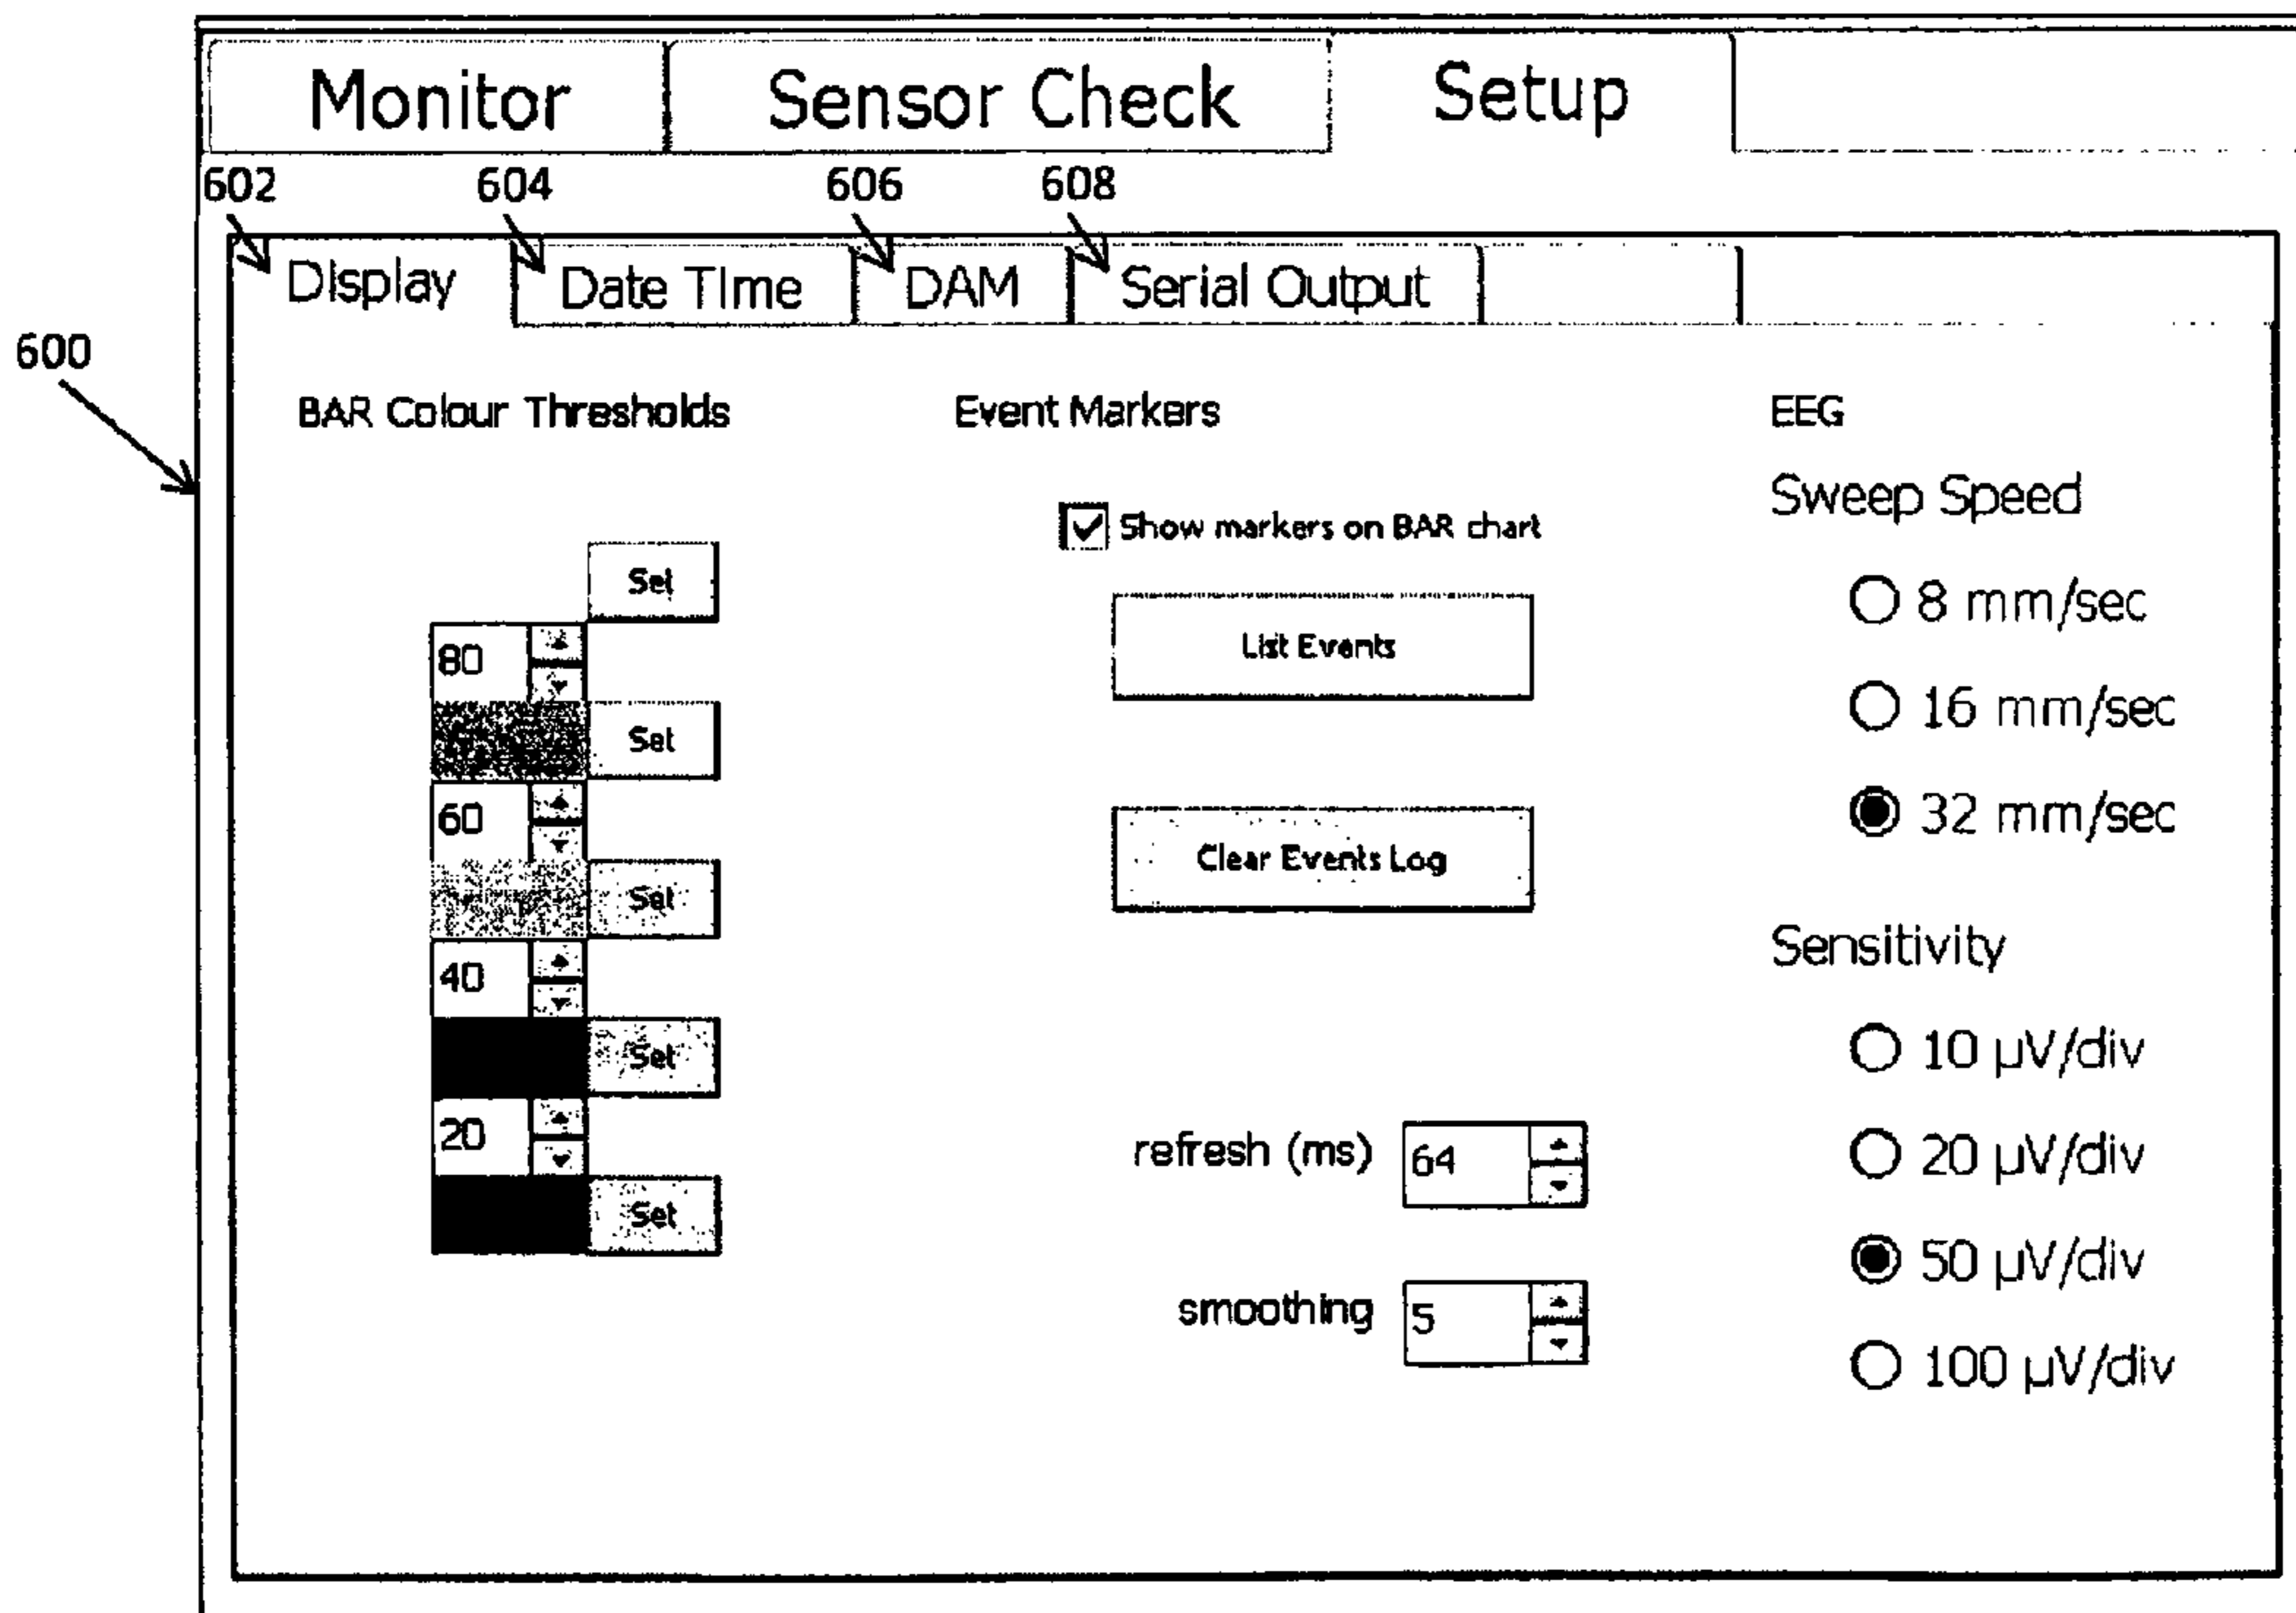 Monitor Sensor Check Setup
602 604 606 608
Display Date Time DAM Serial Output
600
BAR Colour Thresholds Event Markers EEG
Sweep Speed
Show markers on BAR chart
Set
8 mm/sec
List Events
80
16 mm/sec
Set
60
32 mm/sec
Clear Events Log
Set
Sensitivity
40
Set
10 µV/div
20
refresh (ms) 64
20 µV/div
Set
50 µV/div
smoothing 5
100 µV/div